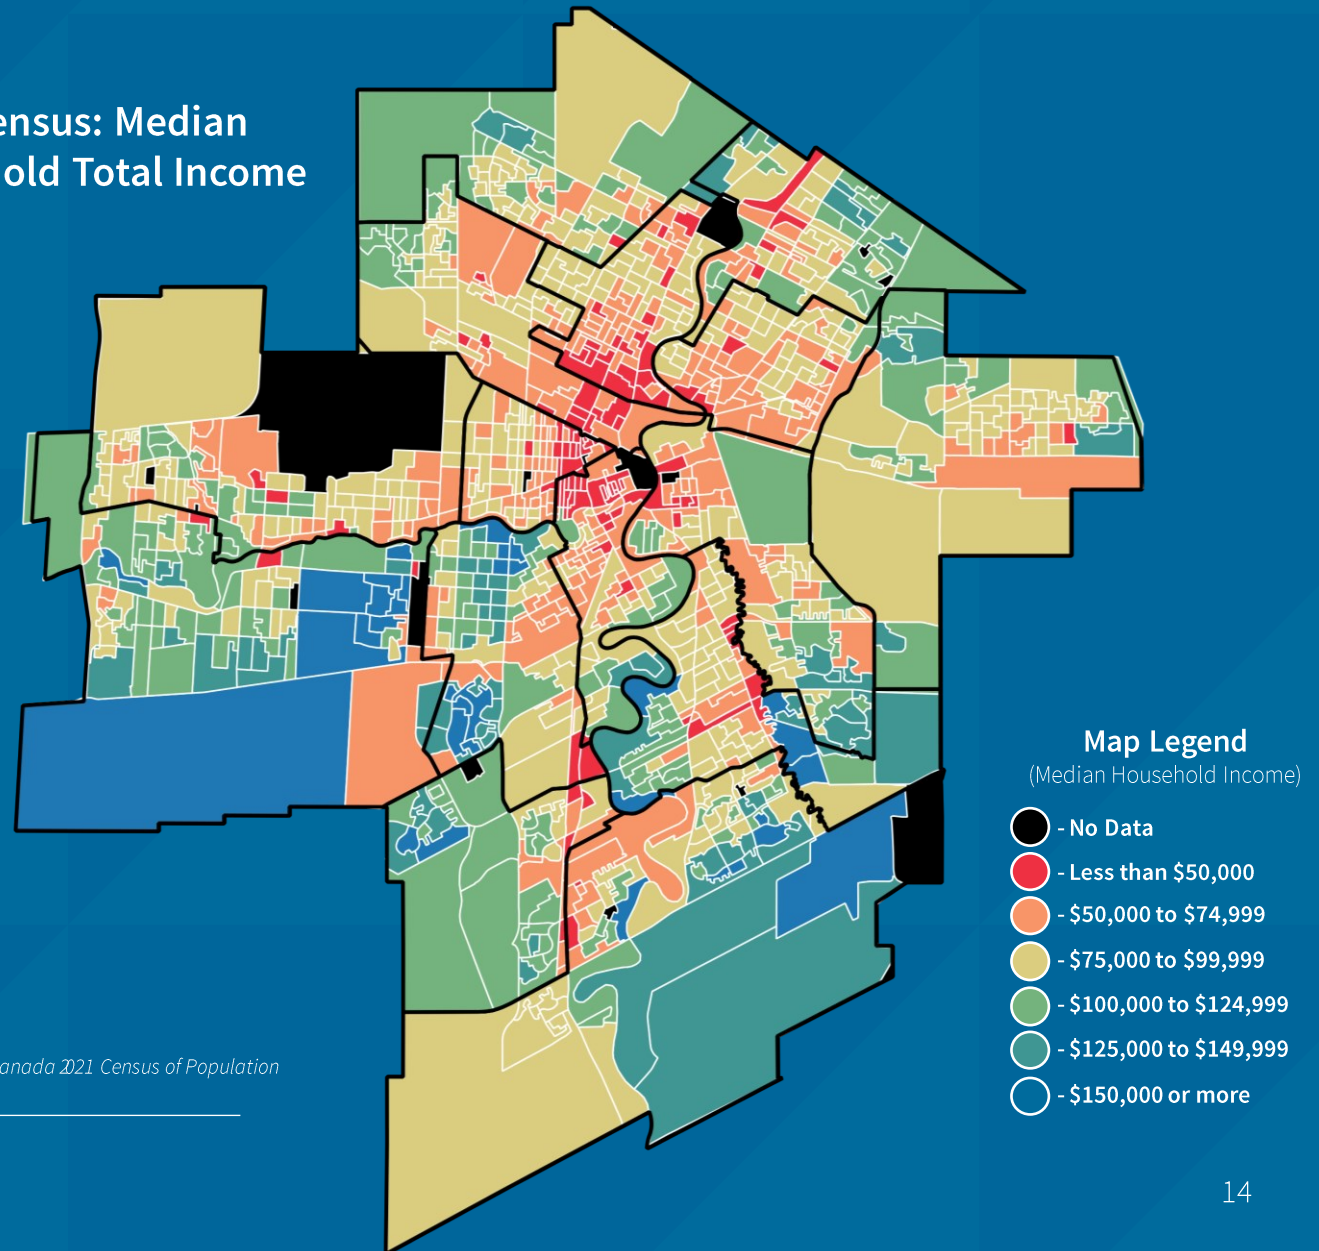 ensus: Median
old Total Income
Map Legend
(Median Household Income)
- No Data
- Less than $50,000
- $50,000 to $74,999
- $75,000 to $99,999
- $100,000 to $124,999
- $125,000 to $149,999
- $150,000 or more
anada 2021 Census of Population
14